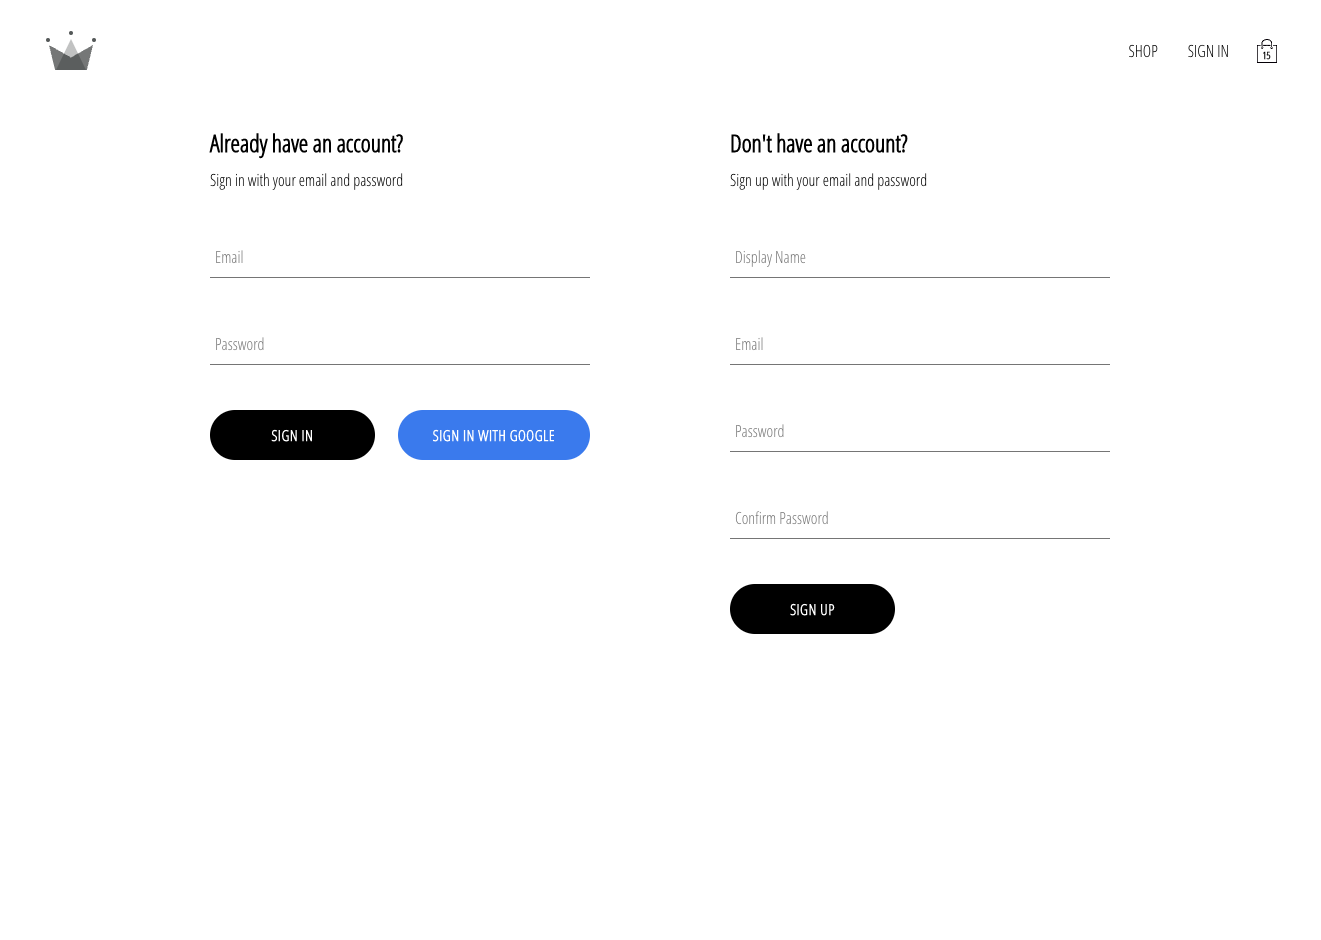 SHOP
SIGN IN
15
Already have an account?
Sign in with your email and password
Email
Password
SIGN IN
SIGN IN WITH GOOGLE
Don't have an account?
Sign up with your email and password
Display Name
Email
Password
Confirm Password
SIGN UP